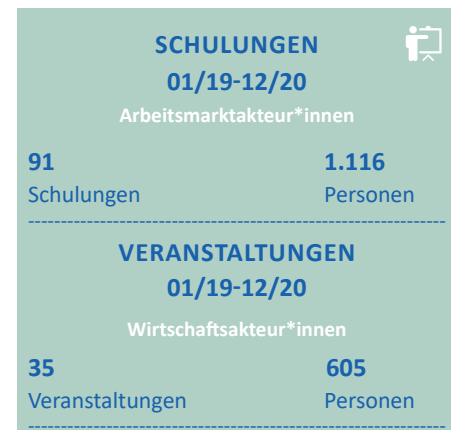 SCHULUNGEN
01/19-12/20
Arbeitsmarktakteur*innen
91 1.116
Schulungen Personen
VERANSTALTUNGEN
01/19-12/20
Wirtschaftsakteur*innen
35 605
Veranstaltungen Personen